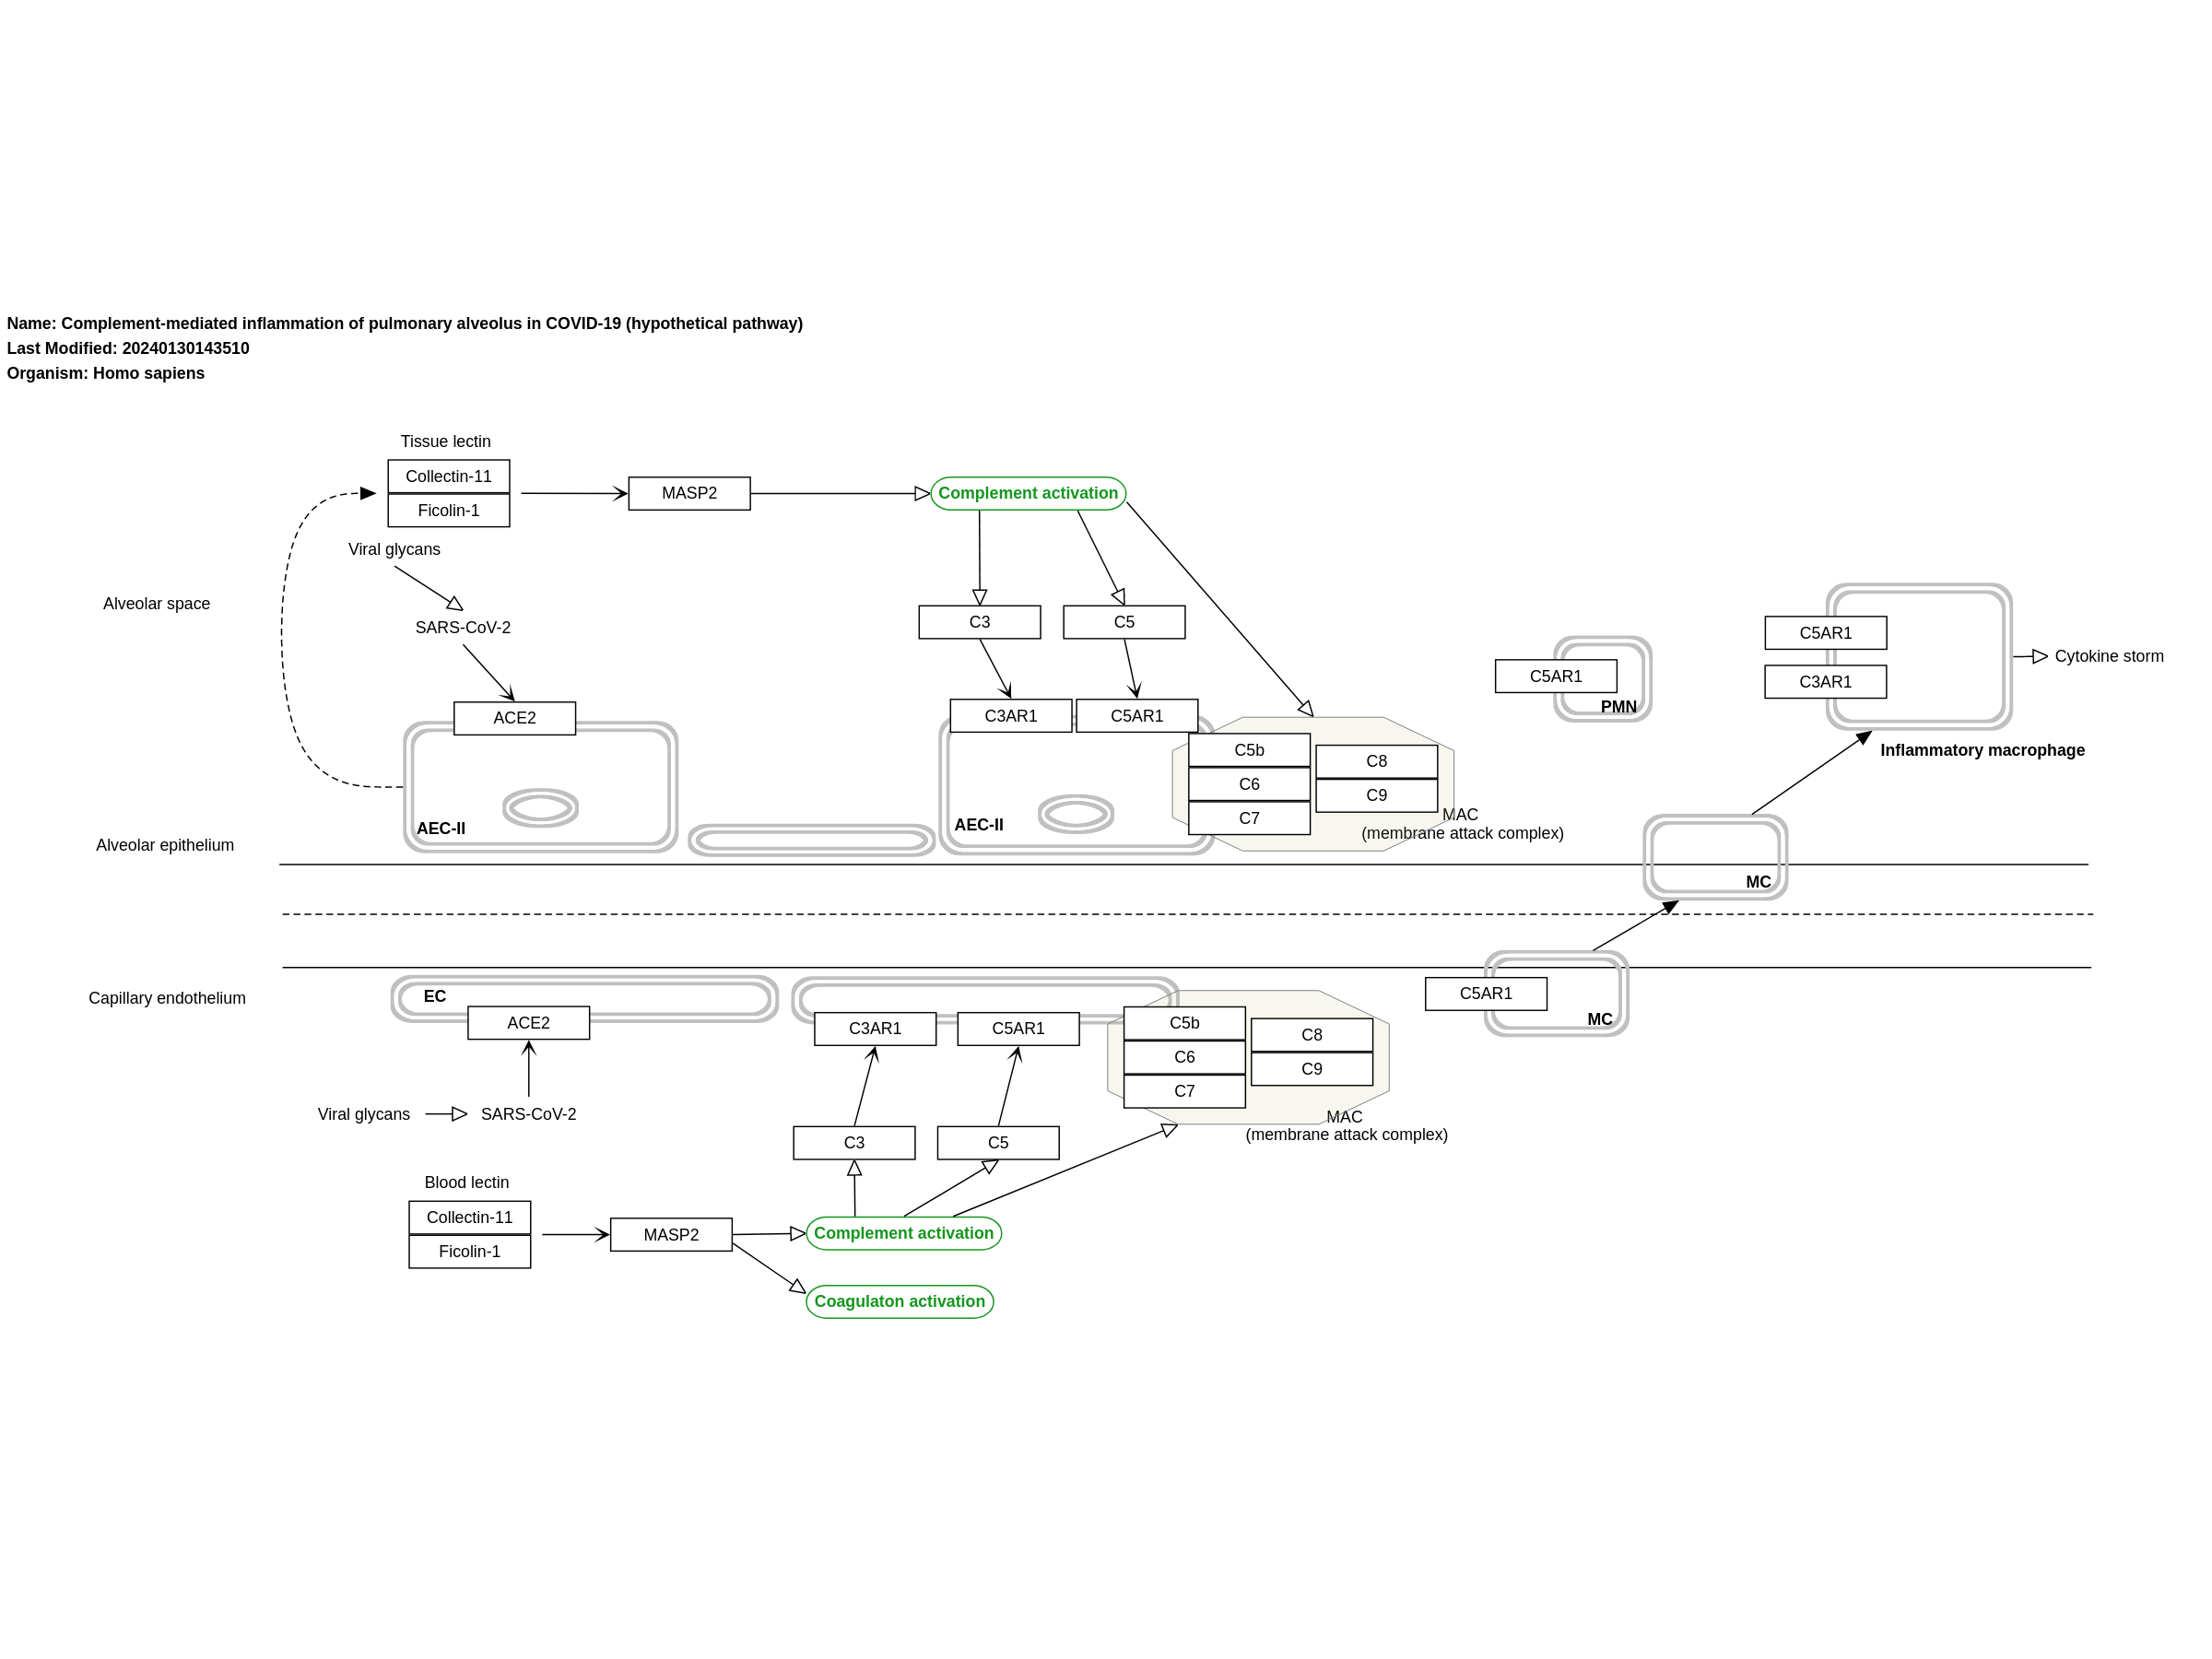 Name: Complement-mediated inflammation of pulmonary alveolus in COVID-19 (hypothetical pathway)
Last Modified: 20240130143510
Organism: Homo sapiens
Tissue lectin
Collectin-11
Ficolin-1
MASP2
Complement activation
Viral glycans
SARS-CoV-2
Alveolar space
C3
C5
ACE2
AEC-II
C3AR1
C5AR1
AEC-II
C5b
C6
C7
C8
C9
MAC
(membrane attack complex)
C5AR1
PMN
C5AR1
C3AR1
Inflammatory macrophage
Cytokine storm
Alveolar epithelium
MC
Capillary endothelium
EC
ACE2
Viral glycans
SARS-CoV-2
C3AR1
C5AR1
C5b
C6
C7
C8
C9
MAC
(membrane attack complex)
C5AR1
MC
C3
C5
Blood lectin
Collectin-11
Ficolin-1
MASP2
Complement activation
Coagulaton activation